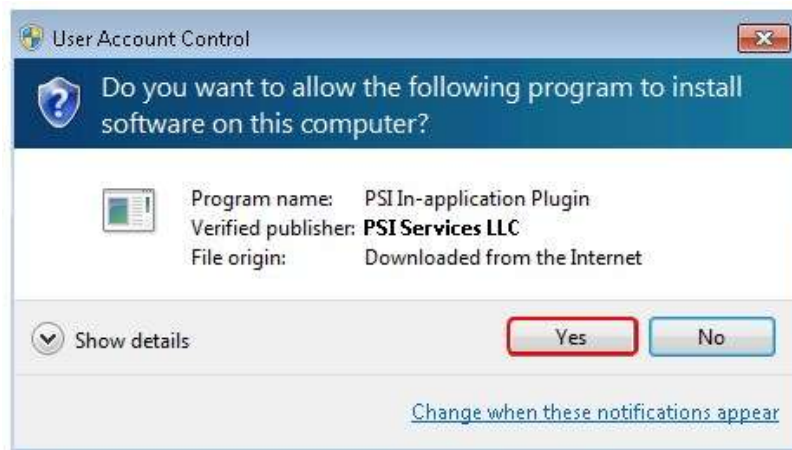 User Account Control
Do you want to allow the following program to install
software on this computer?
Program name: PSI In-application Plugin
Verified publisher: PSI Services LLC
File origin: Downloaded from the Internet
Show details
Yes
No
Change when these notifications appear